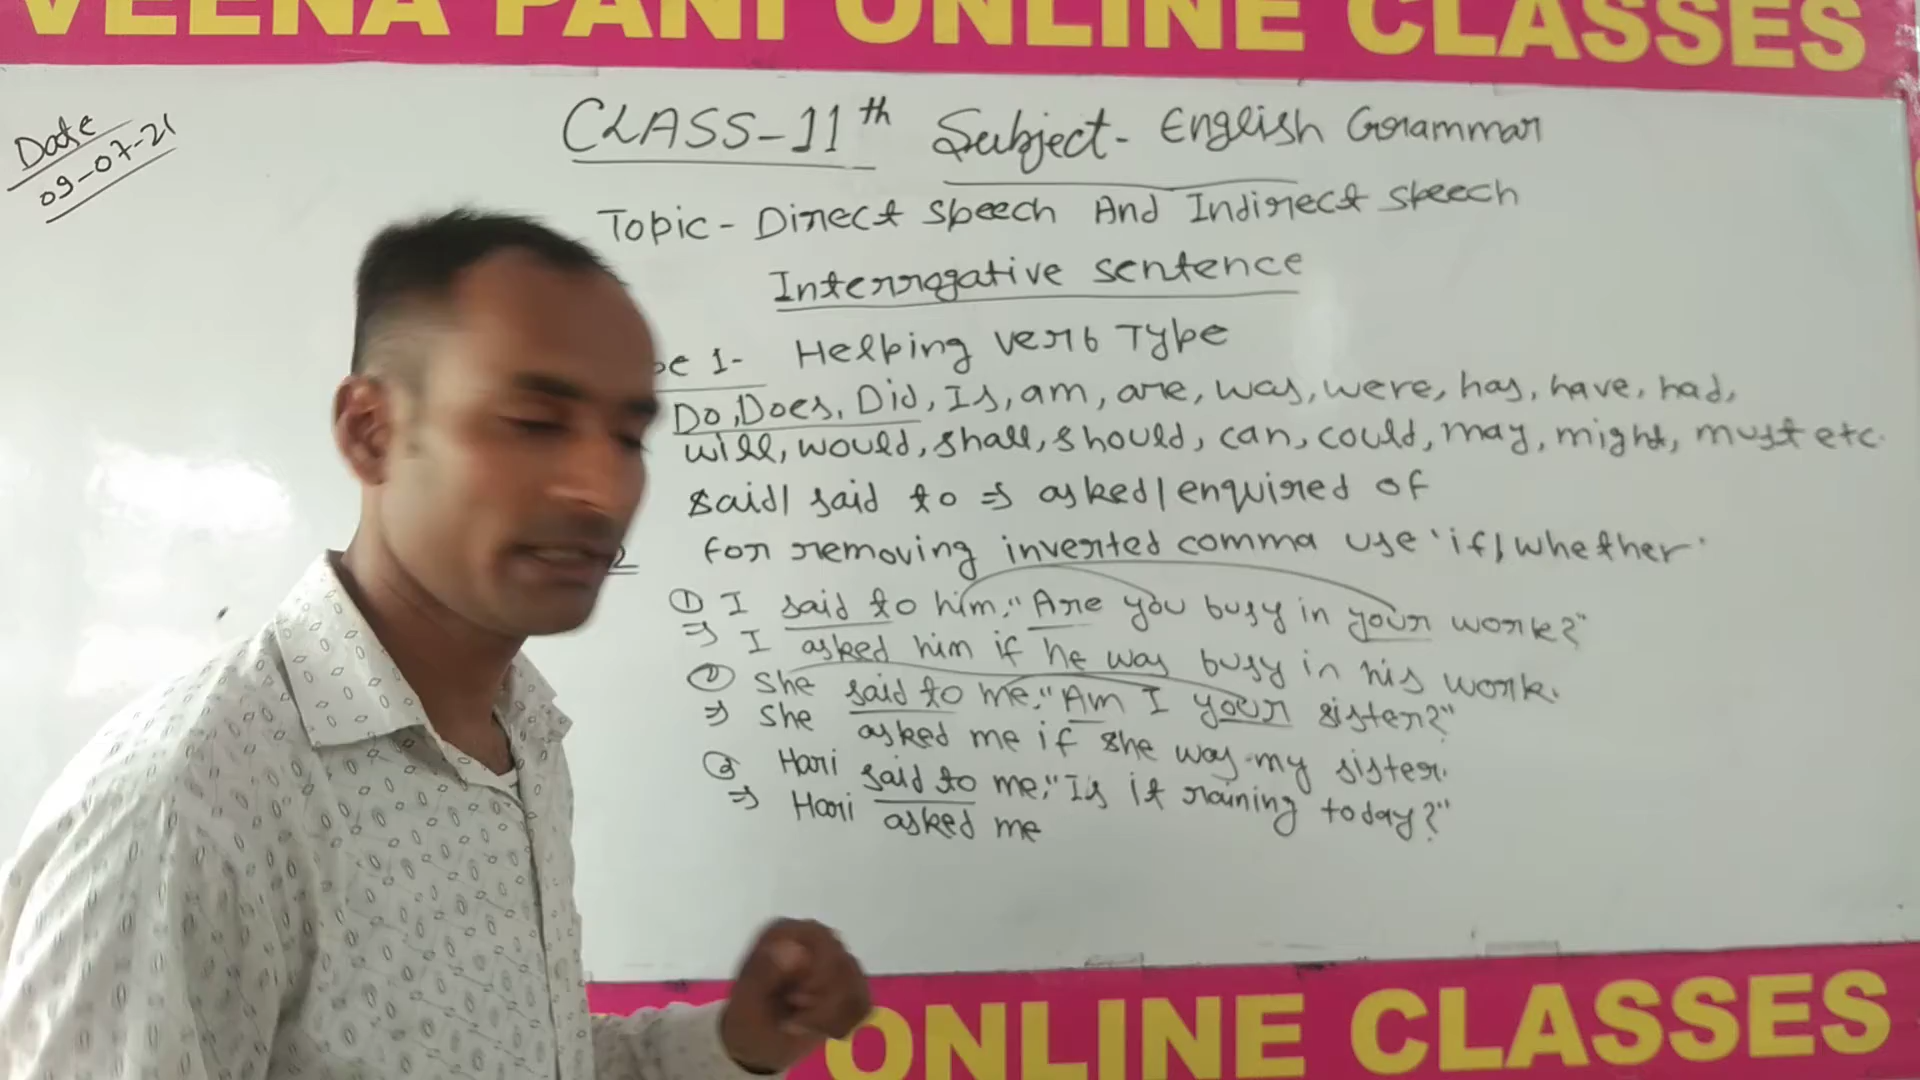 VEENA PANI ONLINE CLASSES
Date
09-07-21
CLASS-11th Subject- English Grammar
Topic- Direct speech And Indirect speech
Interrogative sentence
1- Helping verb Type
Do, Does, Did, Is, am, are, was, were, has, have, had,
will, would, shall, should, can, could, may, might, must etc.
said/ said to ⇒ asked/enquired of
2 for removing inverted comma use 'if/whether'
① I said to him,"Are you busy in your work?"
⇒ I asked him if he was busy in his work.
② She said to me,"Am I your sister?"
⇒ She asked me if she was my sister.
③ Hari said to me,"Is it raining today?"
⇒ Hari asked me
ONLINE CLASSES